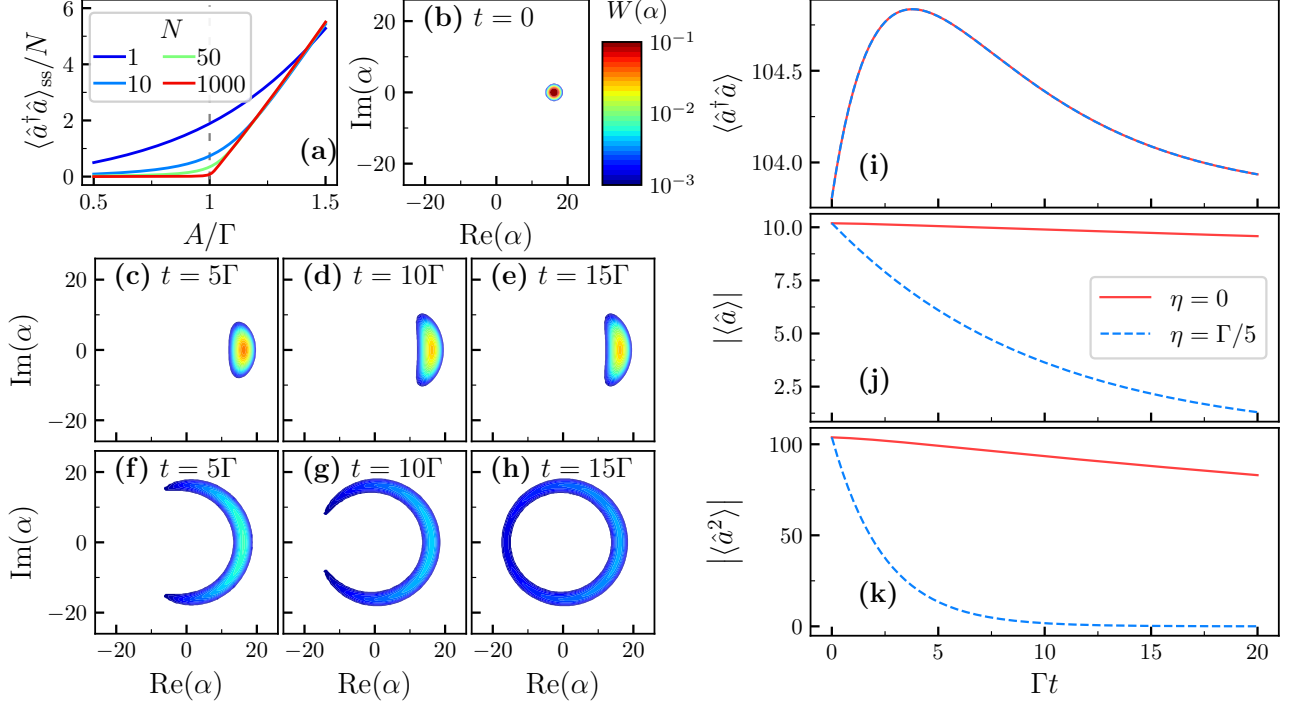 ⟨â†â⟩ss/N
6
4
2
0
N
1
50
10
1000
(a)
0.5
1
1.5
A/Γ
Im(α)
20
0
−20
(b) t = 0
−20
0
20
Re(α)
W(α)
10⁻¹
10⁻²
10⁻³
Im(α)
20
0
−20
(c) t = 5Γ
(d) t = 10Γ
(e) t = 15Γ
Im(α)
20
0
−20
(f) t = 5Γ
(g) t = 10Γ
(h) t = 15Γ
−20
0
20
−20
0
20
−20
0
20
Re(α)
Re(α)
Re(α)
⟨â†â⟩
104.5
104.0
(i)
|⟨â⟩|
10.0
7.5
5.0
2.5
η = 0
η = Γ/5
(j)
|⟨â²⟩|
100
50
0
(k)
0
5
10
15
20
Γt